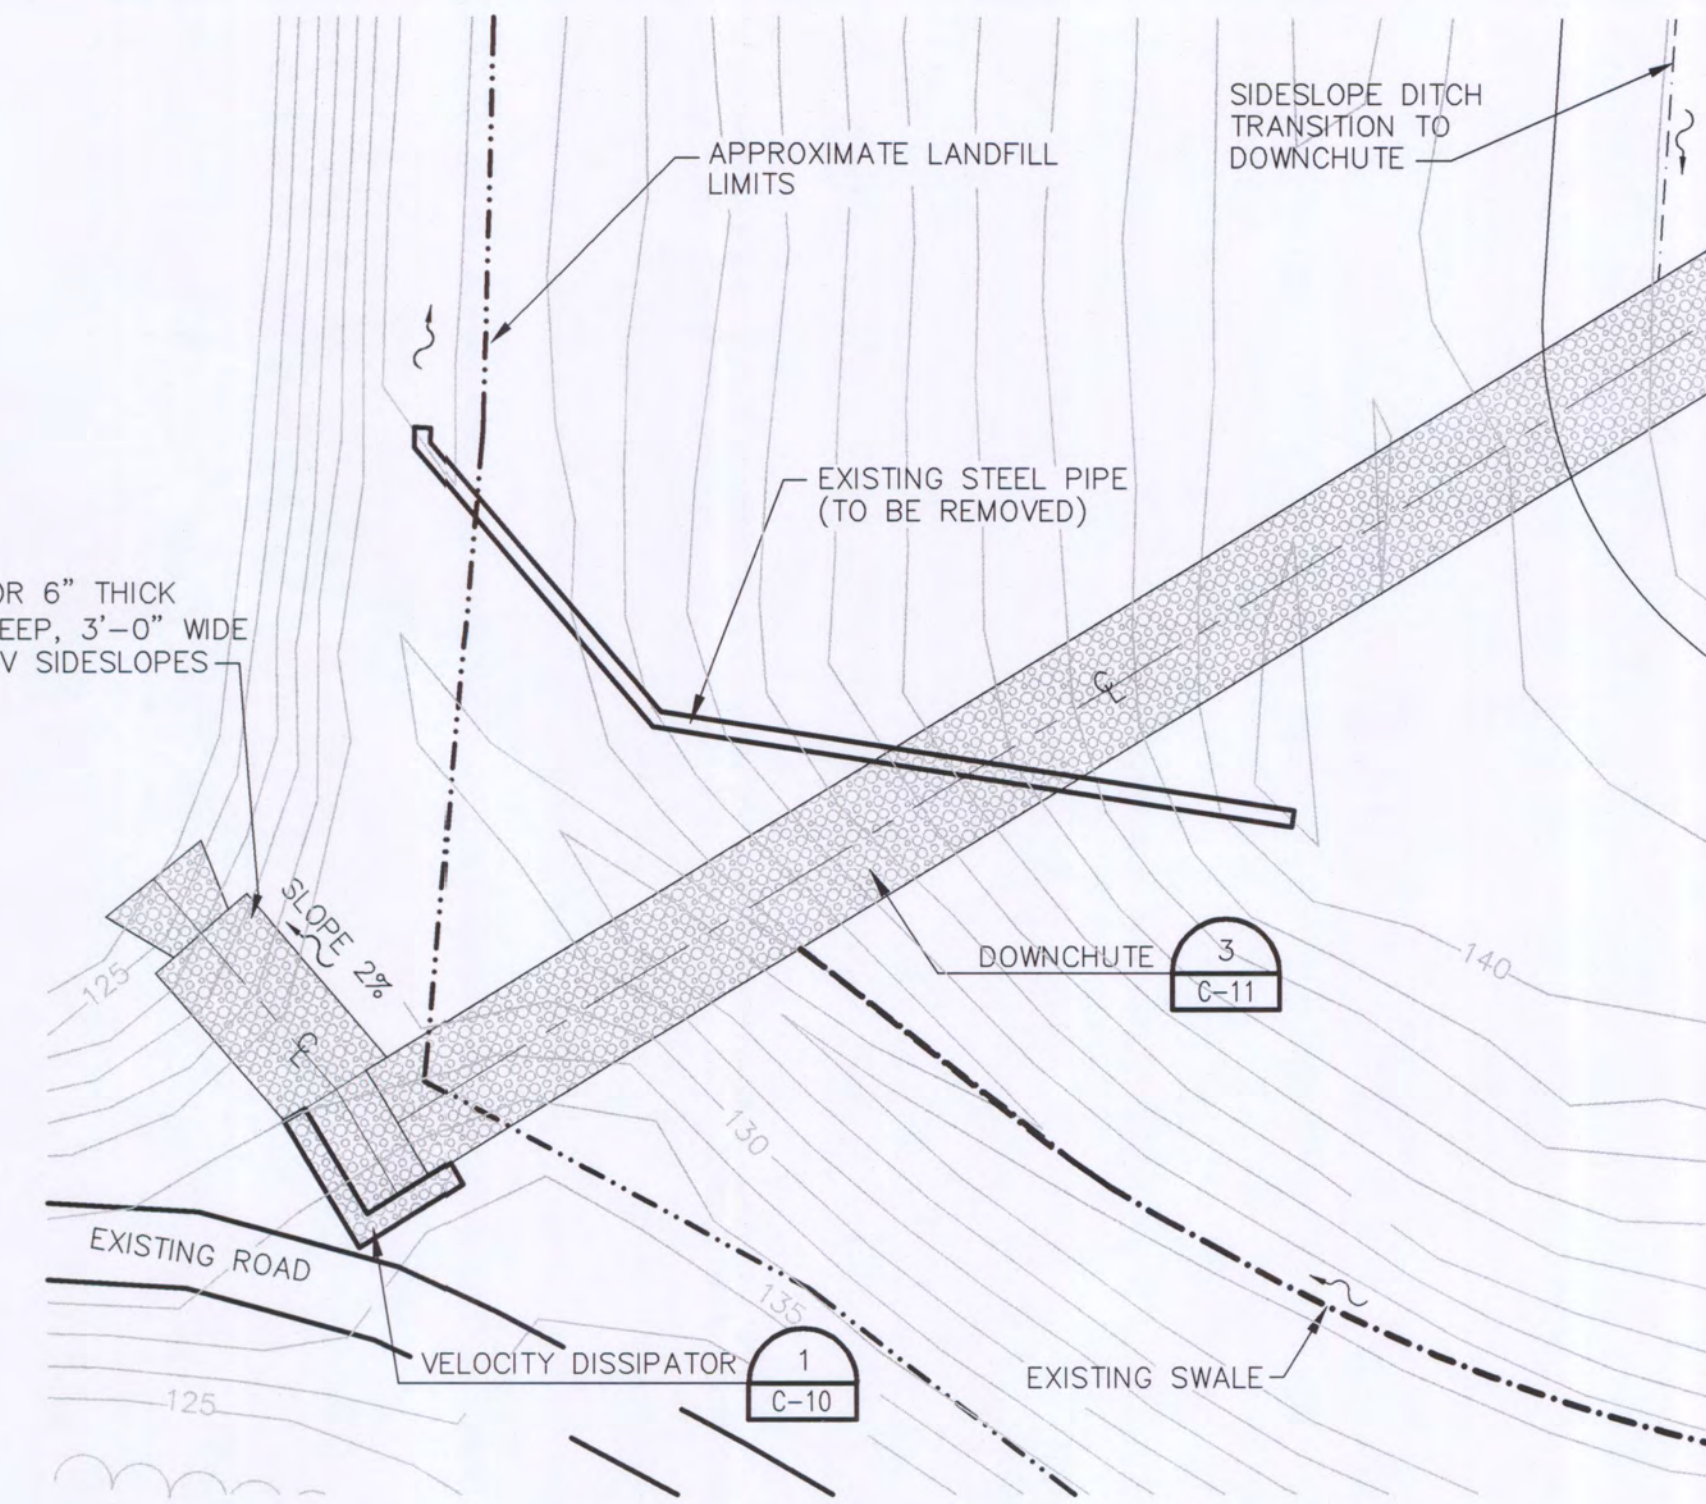 SIDESLOPE DITCH
TRANSITION TO
DOWNCHUTE
APPROXIMATE LANDFILL
LIMITS
EXISTING STEEL PIPE
(TO BE REMOVED)
OR 6" THICK
EEP, 3'-0" WIDE
V SIDESLOPES
℄
SLOPE 2%
125
DOWNCHUTE
3
C-11
140
℄
130
EXISTING ROAD
135
VELOCITY DISSIPATOR
1
C-10
EXISTING SWALE
125